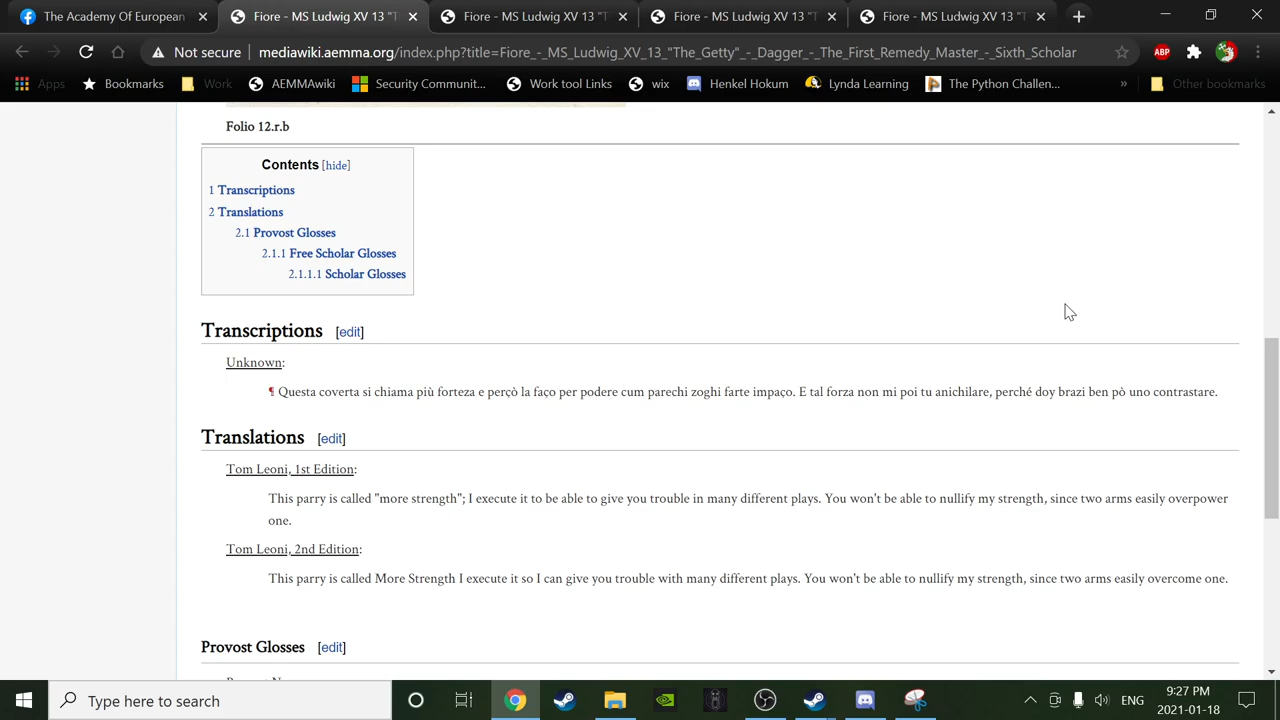 The Academy Of European
Fiore - MS Ludwig XV 13 "T
Fiore - MS Ludwig XV 13 "T
Fiore - MS Ludwig XV 13 "T
Fiore - MS Ludwig XV 13 "T
Not secure
mediawiki.aemma.org/index.php?title=Fiore_-_MS_Ludwig_XV_13_"The_Getty"_-_Dagger_-_The_First_Remedy_Master_-_Sixth_Scholar
ABP
Apps
Bookmarks
Work
AEMMAwiki
Security Communit...
Work tool Links
wix
Henkel Hokum
Lynda Learning
The Python Challen...
»
Other bookmarks
Folio 12.r.b
Contents [hide]
1 Transcriptions
2 Translations
2.1 Provost Glosses
2.1.1 Free Scholar Glosses
2.1.1.1 Scholar Glosses
Transcriptions [edit]
Unknown:
¶ Questa coverta si chiama più forteza e perçò la faço per podere cum parechi zoghi farte impaço. E tal forza non mi poi tu anichilare, perché doy brazi ben pò uno contrastare.
Translations [edit]
Tom Leoni, 1st Edition:
This parry is called "more strength"; I execute it to be able to give you trouble in many different plays. You won't be able to nullify my strength, since two arms easily overpower
one.
Tom Leoni, 2nd Edition:
This parry is called More Strength I execute it so I can give you trouble with many different plays. You won't be able to nullify my strength, since two arms easily overcome one.
Provost Glosses [edit]
Type here to search
ENG
9:27 PM
2021-01-18